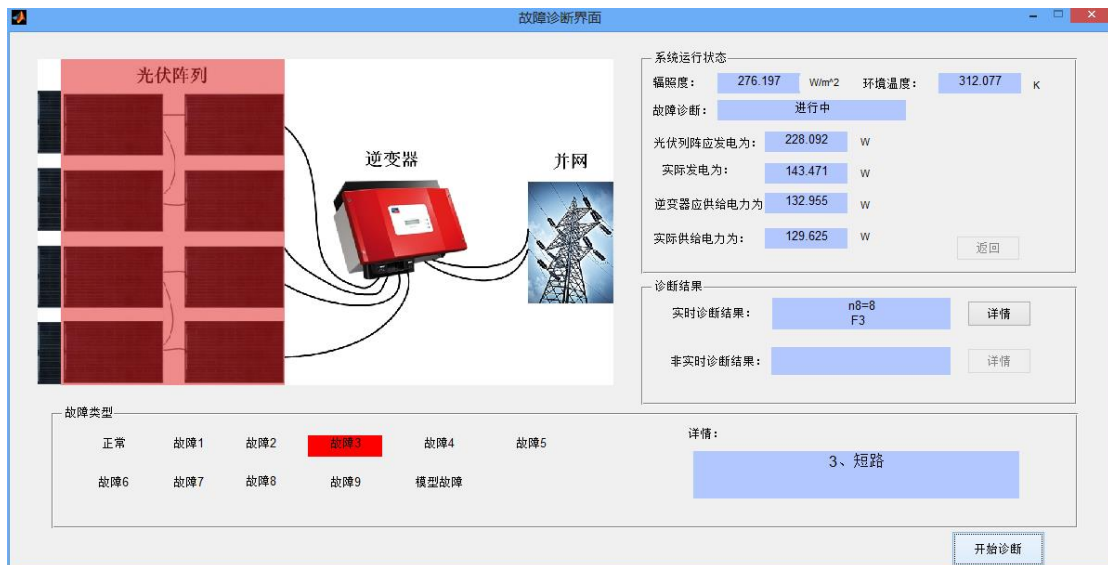 故障诊断界面
光伏阵列
逆变器
并网
系统运行状态
辐照度: 276.197 W/m^2 环境温度: 312.077 K
故障诊断: 进行中
光伏列阵应发电为: 228.092 W
实际发电为: 143.471 W
逆变器应供给电力为 132.955 W
实际供给电力为: 129.625 W
返回
诊断结果
实时诊断结果: n8=8
F3
详情
非实时诊断结果: 详情
故障类型
正常 故障1 故障2 故障3 故障4 故障5
故障6 故障7 故障8 故障9 模型故障
详情:
3、短路
开始诊断